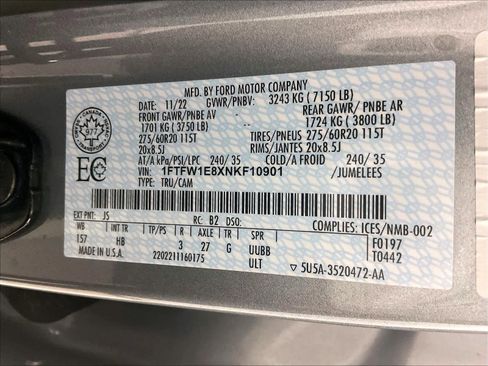 MFD. BY FORD MOTOR COMPANY
DATE: 11/22 GVWR/PNBV: 3243 KG ( 7150 LB)
FRONT GAWR/PNBE AV REAR GAWR/ PNBE AR
1701 KG ( 3750 LB) 1724 KG ( 3800 LB)
275/60R20 115T TIRES/PNEUS 275/60R20 115T
20x8.5J RIMS/JANTES 20x8.5J
AT/A kPa/PSI/LPC 240/ 35 COLD/A FROID 240/ 35
VIN: 1FTFW1E8XNKF10901 /JUMELEES
TYPE: TRU/CAM
CANADA
977
EC
EXT PNT: JS RC: B2 DSO: COMPLIES: ICES/NMB-002
WB INT TR TP/PS R AXLE TR SPR F0197
157 HB 3 27 G UUBB T0442
MADE IN U.S.A. 2202211160175 ULT ▽ 5U5A-3520472-AA